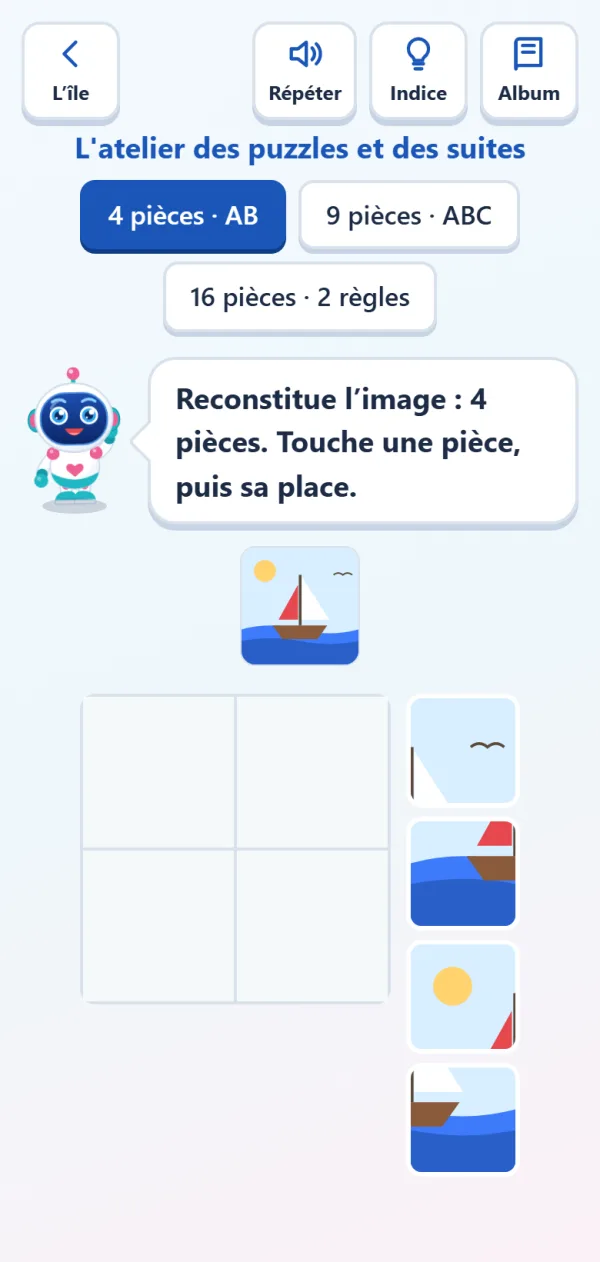 L’île
Répéter
Indice
Album
L'atelier des puzzles et des suites
4 pièces · AB
9 pièces · ABC
16 pièces · 2 règles
Reconstitue l’image : 4
pièces. Touche une pièce,
puis sa place.